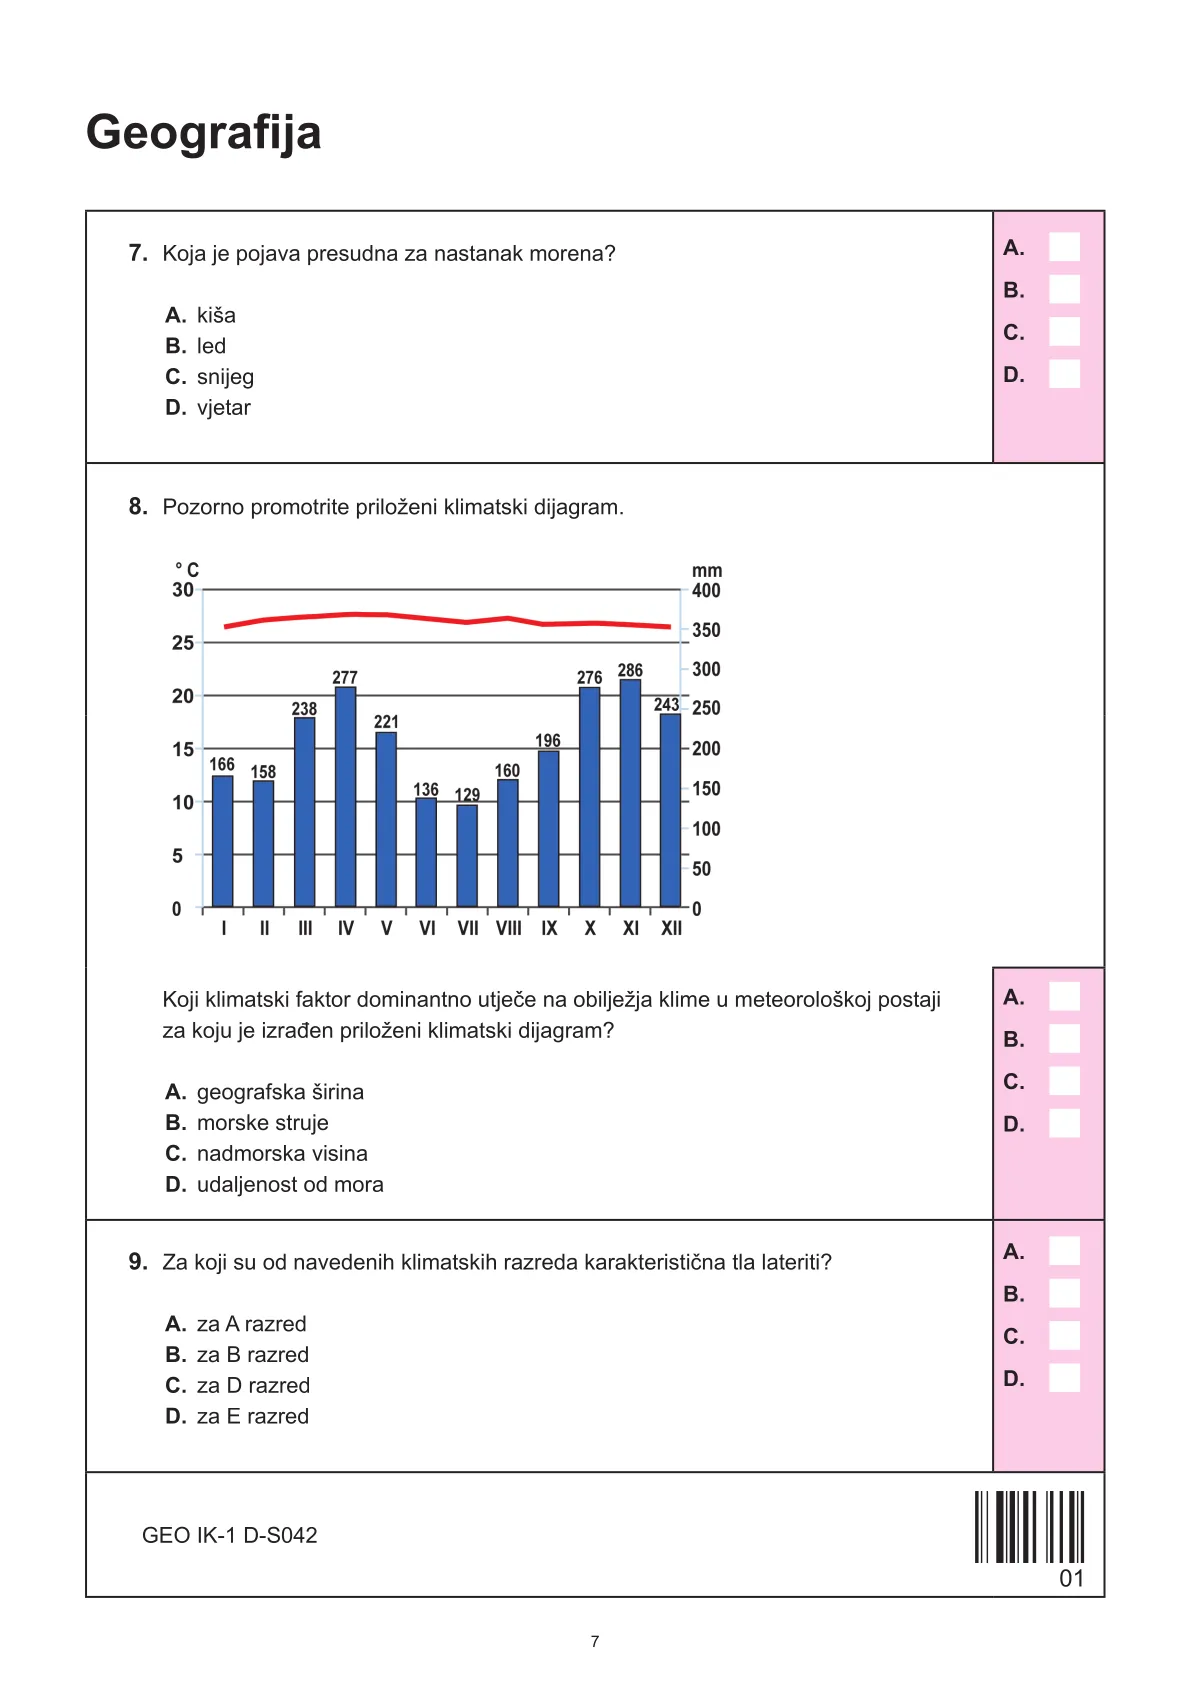 Geografija
7. Koja je pojava presudna za nastanak morena?
A. kiša
B. led
C. snijeg
D. vjetar
A.
B.
C.
D.
8. Pozorno promotrite priloženi klimatski dijagram.
° C
mm
30
25
20
15
10
5
0
400
350
300
250
200
150
100
50
0
166
158
238
277
221
136
129
160
196
276
286
243
I II III IV V VI VII VIII IX X XI XII
Koji klimatski faktor dominantno utječe na obilježja klime u meteorološkoj postaji
za koju je izrađen priloženi klimatski dijagram?
A. geografska širina
B. morske struje
C. nadmorska visina
D. udaljenost od mora
A.
B.
C.
D.
9. Za koji su od navedenih klimatskih razreda karakteristična tla lateriti?
A. za A razred
B. za B razred
C. za D razred
D. za E razred
A.
B.
C.
D.
GEO IK-1 D-S042
01
7